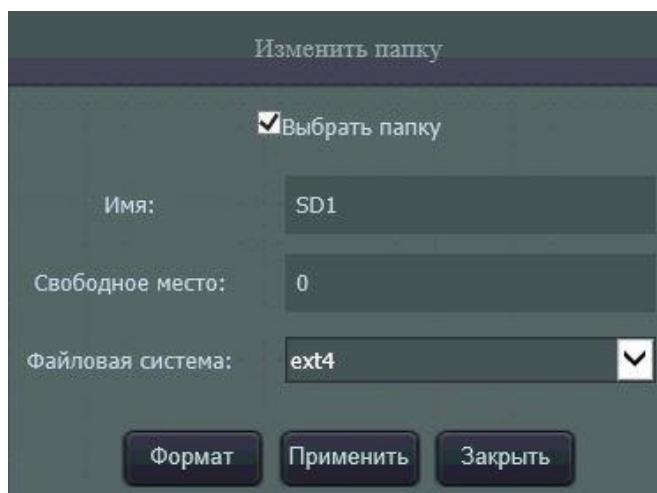 Изменить папку
Выбрать папку
Имя: SD1
Свободное место: 0
Файловая система: ext4
Формат Применить Закрыть